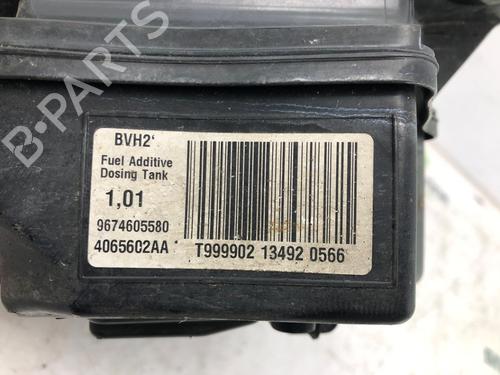 B-PARTS
BVH2'
Fuel Additive
Dosing Tank
1,01
9674605580
4065602AA
T999902 13492 0566